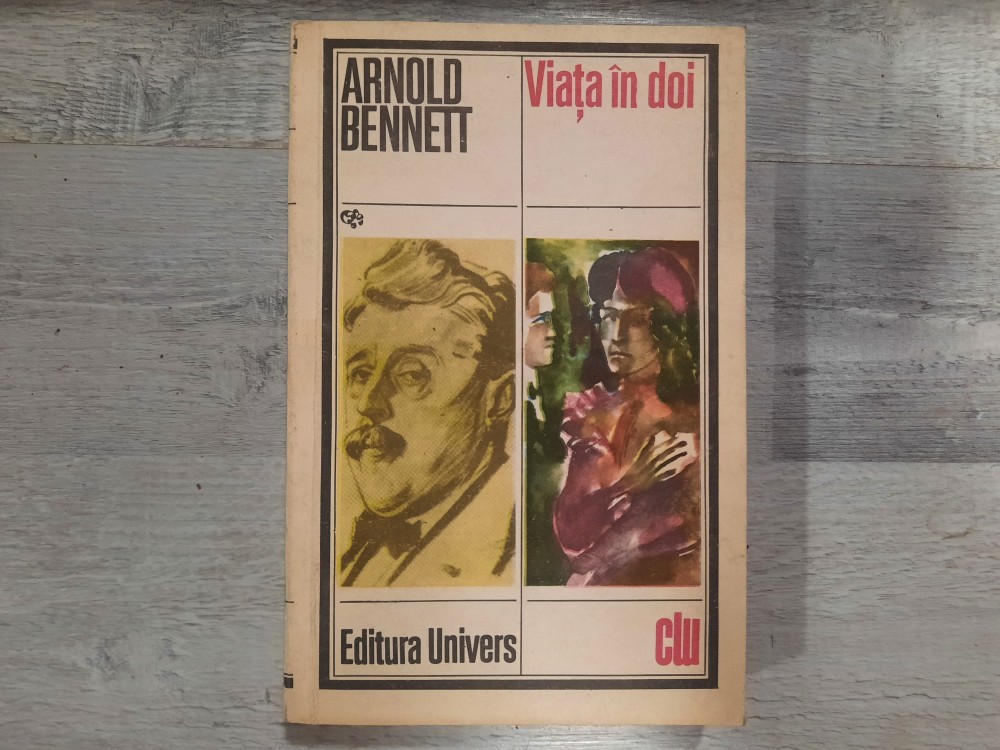 ARNOLD
BENNETT
Viața în doi
Editura Univers
clu